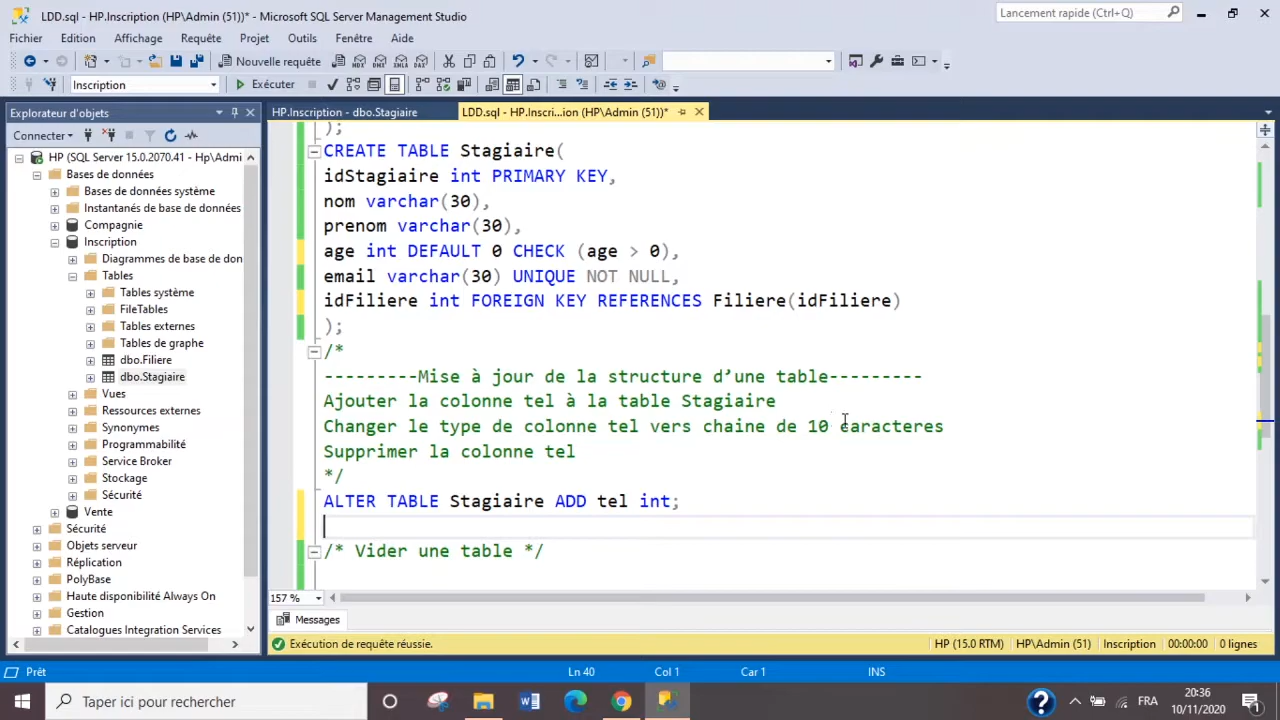 LDD.sql - HP.Inscription (HP\Admin (51))* - Microsoft SQL Server Management Studio
Lancement rapide (Ctrl+Q)
Fichier Edition Affichage Requête Projet Outils Fenêtre Aide
Nouvelle requête
MDX DMX XMLA DAX
Inscription
Exécuter
Explorateur d'objets
HP.Inscription - dbo.Stagiaire
LDD.sql - HP.Inscri...ion (HP\Admin (51))*
Connecter
HP (SQL Server 15.0.2070.41 - Hp\Admi
Bases de données
Bases de données système
Instantanés de base de données
Compagnie
Inscription
Diagrammes de base de don
Tables
Tables système
FileTables
Tables externes
Tables de graphe
dbo.Filiere
dbo.Stagiaire
Vues
Ressources externes
Synonymes
Programmabilité
Service Broker
Stockage
Sécurité
Vente
Sécurité
Objets serveur
Réplication
PolyBase
Haute disponibilité Always On
Gestion
Catalogues Integration Services
);
CREATE TABLE Stagiaire(
idStagiaire int PRIMARY KEY,
nom varchar(30),
prenom varchar(30),
age int DEFAULT 0 CHECK (age > 0),
email varchar(30) UNIQUE NOT NULL,
idFiliere int FOREIGN KEY REFERENCES Filiere(idFiliere)
);
/*
---------Mise à jour de la structure d’une table---------
Ajouter la colonne tel à la table Stagiaire
Changer le type de colonne tel vers chaine de 10 caracteres
Supprimer la colonne tel
*/
ALTER TABLE Stagiaire ADD tel int;
/* Vider une table */
157 %
Messages
Exécution de requête réussie.
HP (15.0 RTM) HP\Admin (51) Inscription 00:00:00 0 lignes
Prêt
Ln 40 Col 1 Car 1 INS
Taper ici pour rechercher
FRA
20:36
10/11/2020
1